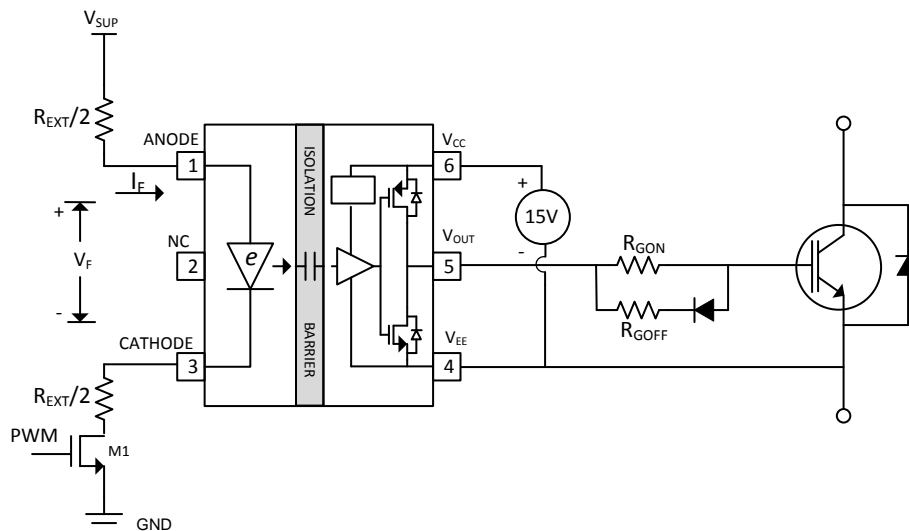 VSUP
REXT/2
ANODE
1
IF
+
VF
-
NC
2
CATHODE
3
REXT/2
PWM
M1
GND
e
ISOLATION
BARRIER
VCC
6
+
15V
-
VOUT
5
VEE
4
RGON
RGOFF